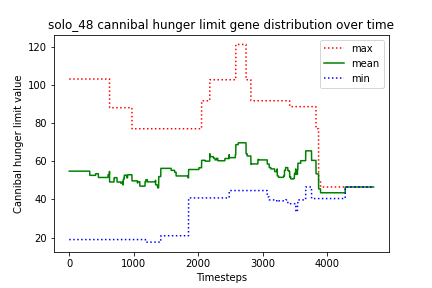 solo_48 cannibal hunger limit gene distribution over time
Cannibal hunger limit value
120
100
80
60
40
20
max
mean
min
0 1000 2000 3000 4000
Timesteps